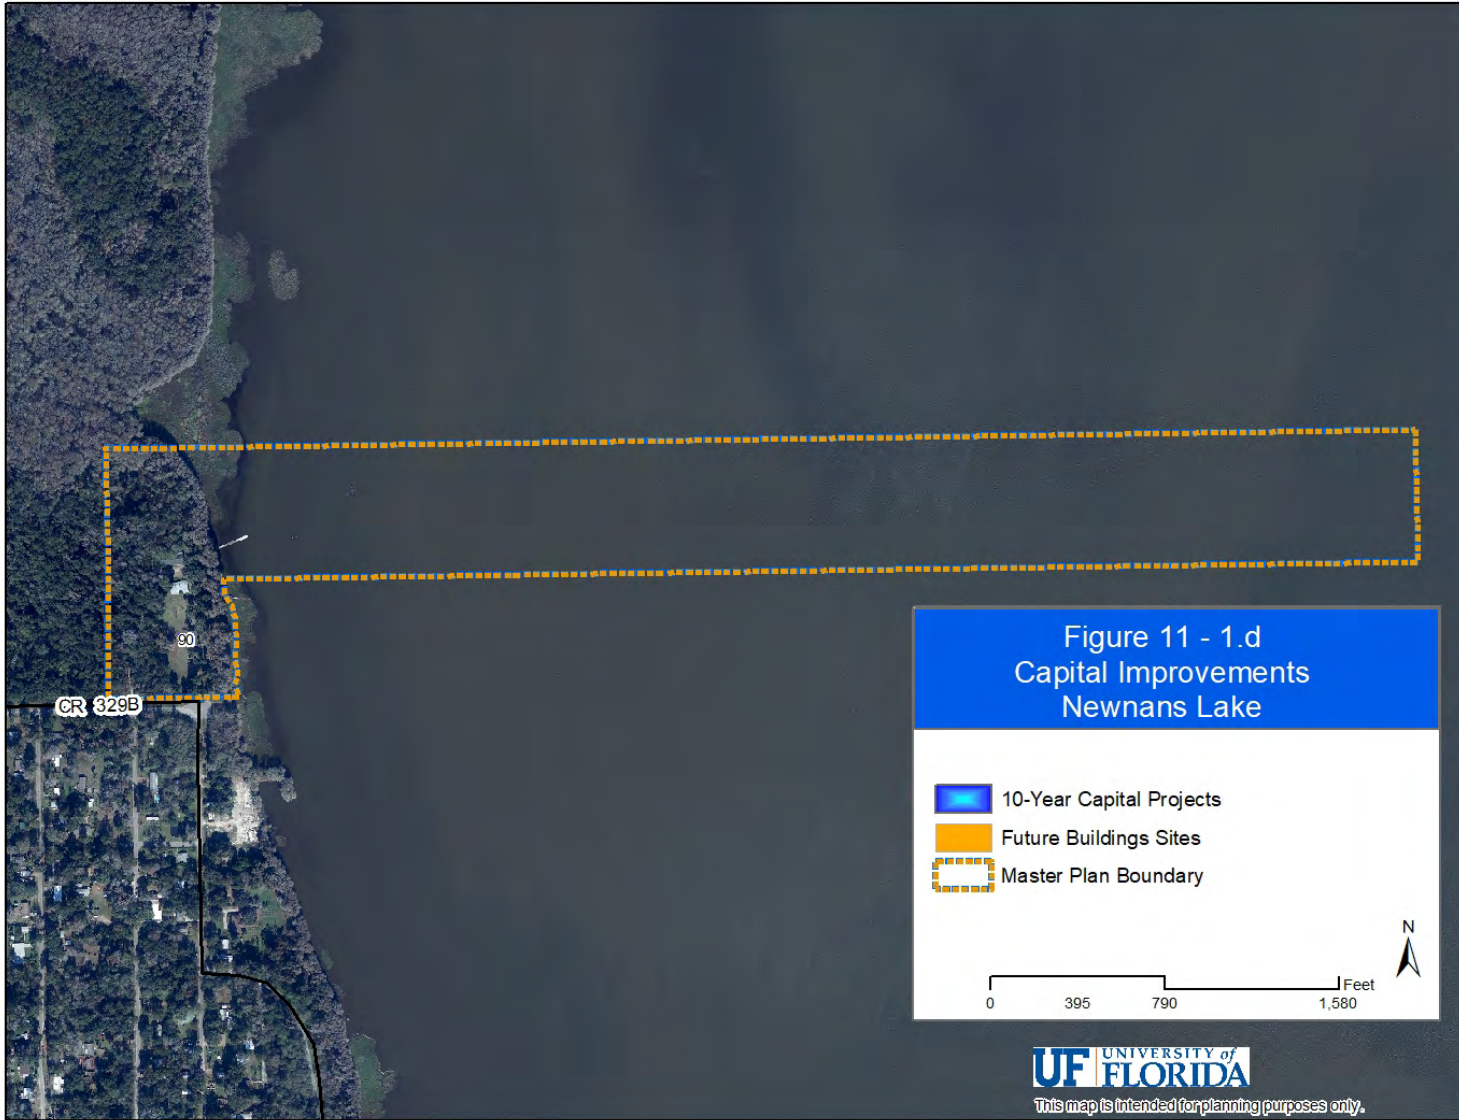 90
CR 329B
Figure 11 - 1.d
Capital Improvements
Newnans Lake
10-Year Capital Projects
Future Buildings Sites
Master Plan Boundary
N
Feet
0 395 790 1,580
UF UNIVERSITY of
FLORIDA
This map is intended for planning purposes only.